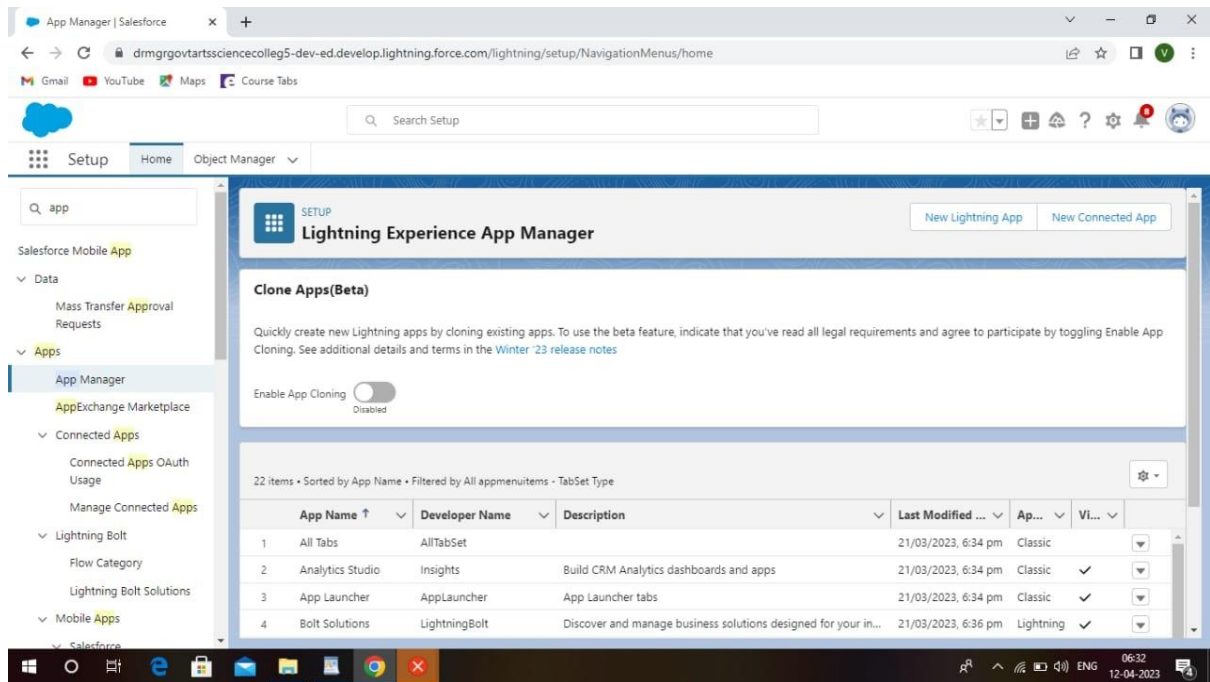 App Manager | Salesforce
drmgrgovtartssciencecolleg5-dev-ed.develop.lightning.force.com/lightning/setup/NavigationMenus/home
V
Gmail YouTube Maps Course Tabs
Search Setup
8
Setup Home Object Manager
app
Salesforce Mobile App
Data
Mass Transfer Approval
Requests
Apps
App Manager
AppExchange Marketplace
Connected Apps
Connected Apps OAuth
Usage
Manage Connected Apps
Lightning Bolt
Flow Category
Lightning Bolt Solutions
Mobile Apps
Salesforce
SETUP
Lightning Experience App Manager
New Lightning App New Connected App
Clone Apps(Beta)
Quickly create new Lightning apps by cloning existing apps. To use the beta feature, indicate that you've read all legal requirements and agree to participate by toggling Enable App
Cloning. See additional details and terms in the Winter '23 release notes
Enable App Cloning
Disabled
22 items • Sorted by App Name • Filtered by All appmenuitems - TabSet Type
App Name ↑ Developer Name Description Last Modified ... Ap... Vi...
1 All Tabs AllTabSet 21/03/2023, 6:34 pm Classic
2 Analytics Studio Insights Build CRM Analytics dashboards and apps 21/03/2023, 6:34 pm Classic
3 App Launcher AppLauncher App Launcher tabs 21/03/2023, 6:34 pm Classic
4 Bolt Solutions LightningBolt Discover and manage business solutions designed for your in... 21/03/2023, 6:36 pm Lightning
ENG
06:32
12-04-2023
4